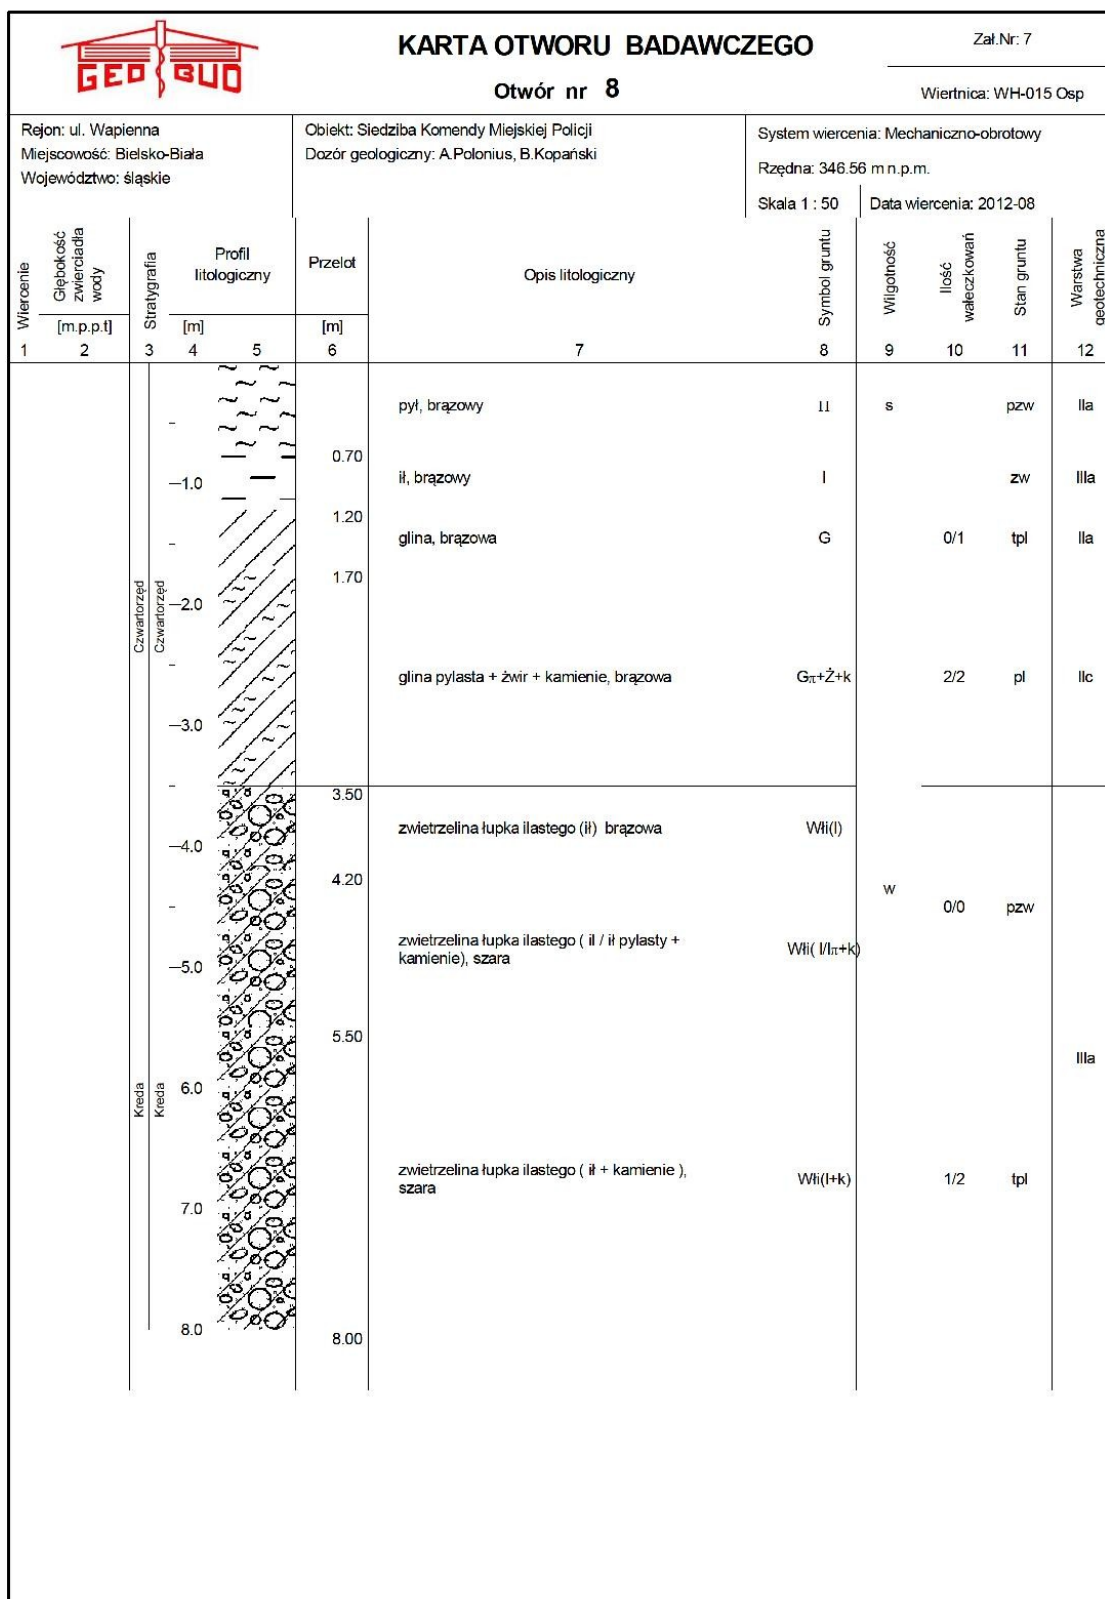 GEO BUD
KARTA OTWORU BADAWCZEGO
Otwór nr 8
Zał.Nr: 7
Wiertnica: WH-015 Osp
Rejon: ul. Wapienna
Miejscowość: Bielsko-Biała
Województwo: śląskie
Obiekt: Siedziba Komendy Miejskiej Policji
Dozór geologiczny: A.Polonius, B.Kopański
System wiercenia: Mechaniczno-obrotowy
Rzędna: 346.56 m n.p.m.
Skala 1 : 50
Data wiercenia: 2012-08
Wiercenie
Głębokość
zwierciadła
wody
[m.p.p.t]
Stratygrafia
Profil
litologiczny
[m]
Przelot
[m]
Opis litologiczny
Symbol gruntu
Wilgotność
Ilość
wałeczkowań
Stan gruntu
Warstwa
geotechniczna
1 2 3 4 5 6 7 8 9 10 11 12
pył, brązowy Π s pzw IIa
0.70
1.0 ił, brązowy I zw IIIa
1.20
glina, brązowa G 0/1 tpl IIa
1.70
Czwartorzęd
Czwartorzęd
2.0
glina pylasta + żwir + kamienie, brązowa Gπ+Ż+k 2/2 pl IIc
3.0
3.50
zwietrzelina łupka ilastego (ił) brązowa Włi(I)
4.0
4.20
w
0/0 pzw
zwietrzelina łupka ilastego ( il / ił pylasty +
kamienie), szara
Włi( I/Iπ+k)
5.0
5.50
IIIa
Kreda
Kreda
6.0
zwietrzelina łupka ilastego ( ił + kamienie ),
szara
Włi(I+k) 1/2 tpl
7.0
8.0
8.00